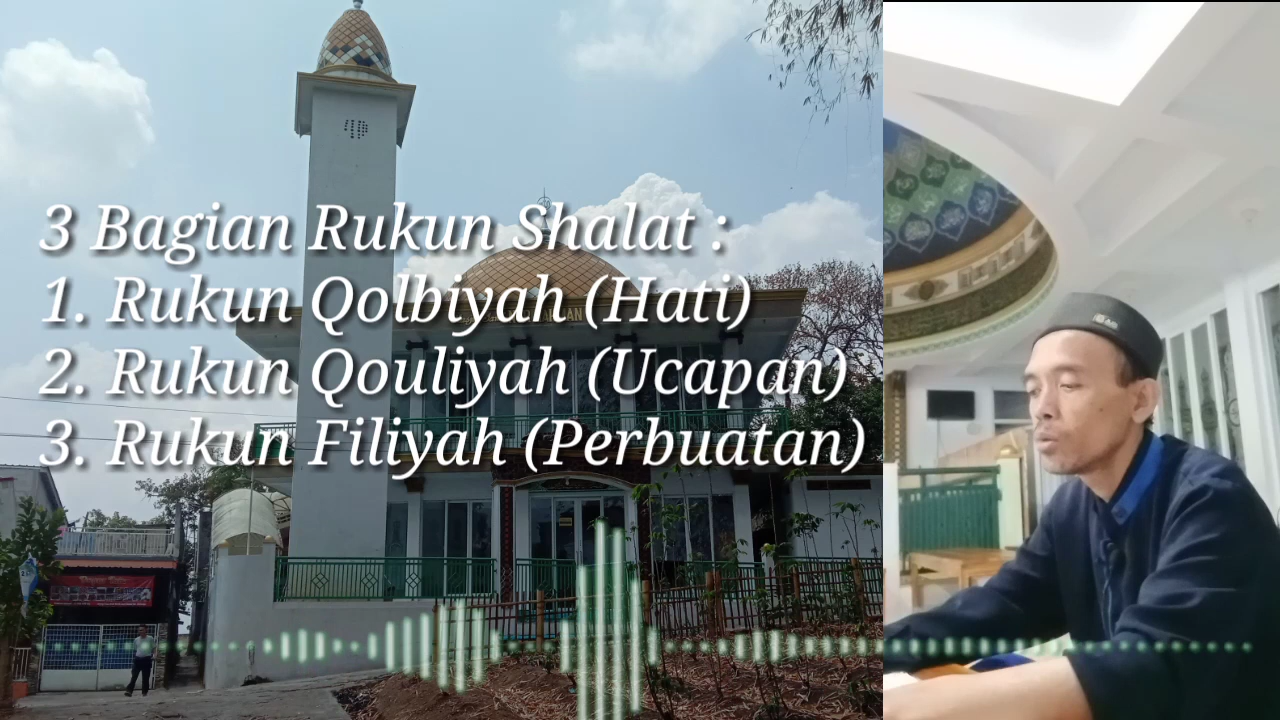 3 Bagian Rukun Shalat :
1. Rukun Qolbiyah (Hati)
2. Rukun Qouliyah (Ucapan)
3. Rukun Filiyah (Perbuatan)